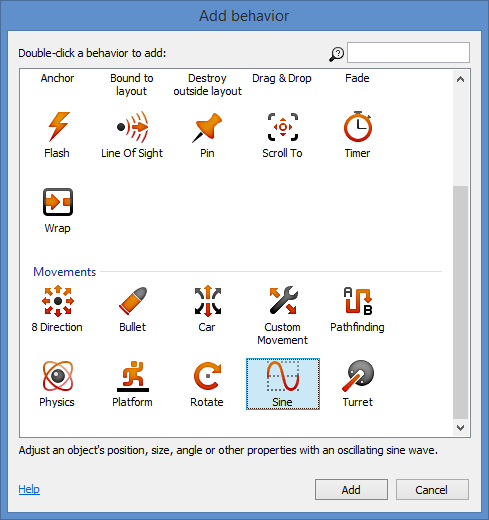 Add behavior
Double-click a behavior to add:
Anchor
Bound to
layout
Destroy
outside layout
Drag & Drop
Fade
Flash
Line Of Sight
Pin
Scroll To
Timer
Wrap
Movements
8 Direction
Bullet
Car
Custom
Movement
A
B
Pathfinding
Physics
Platform
Rotate
Sine
Turret
Adjust an object's position, size, angle or other properties with an oscillating sine wave.
Help
Add
Cancel